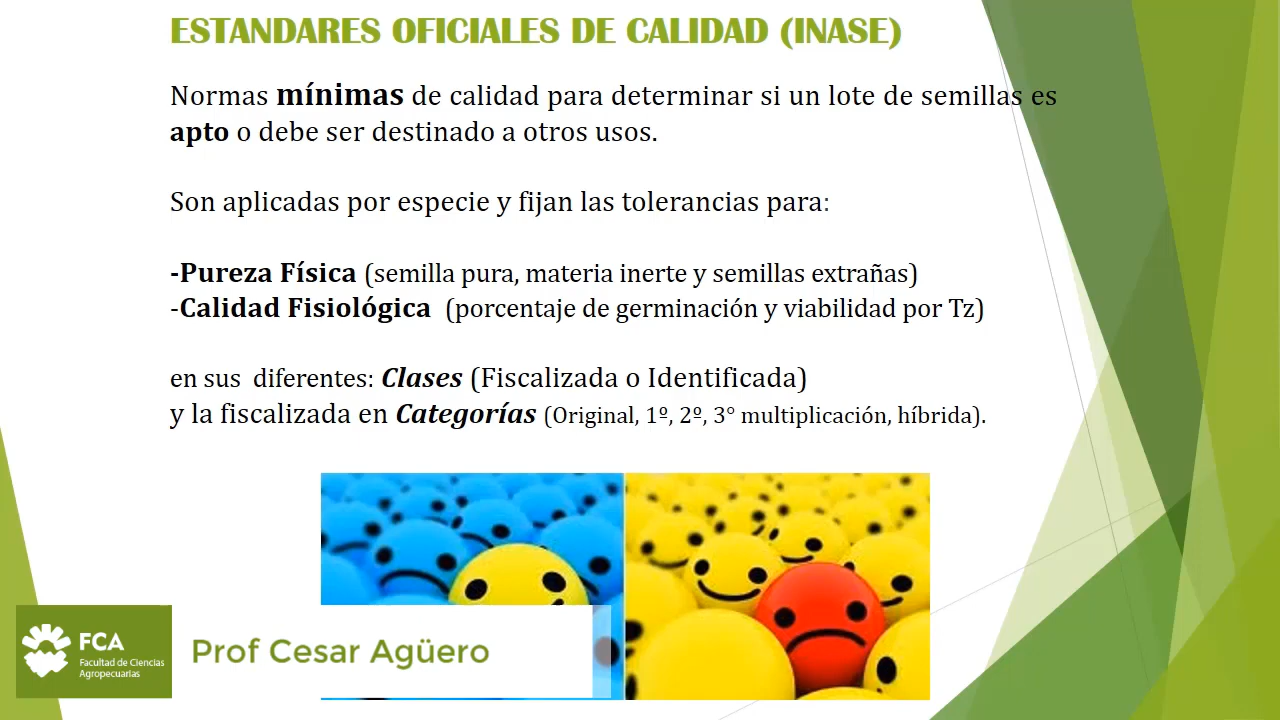 ESTANDARES OFICIALES DE CALIDAD (INASE)
Normas mínimas de calidad para determinar si un lote de semillas es
apto o debe ser destinado a otros usos.
Son aplicadas por especie y fijan las tolerancias para:
-Pureza Física (semilla pura, materia inerte y semillas extrañas)
-Calidad Fisiológica (porcentaje de germinación y viabilidad por Tz)
en sus diferentes: Clases (Fiscalizada o Identificada)
y la fiscalizada en Categorías (Original, 1º, 2º, 3° multiplicación, híbrida).
FCA
Facultad de Ciencias
Agropecuarias
Prof Cesar Agüero